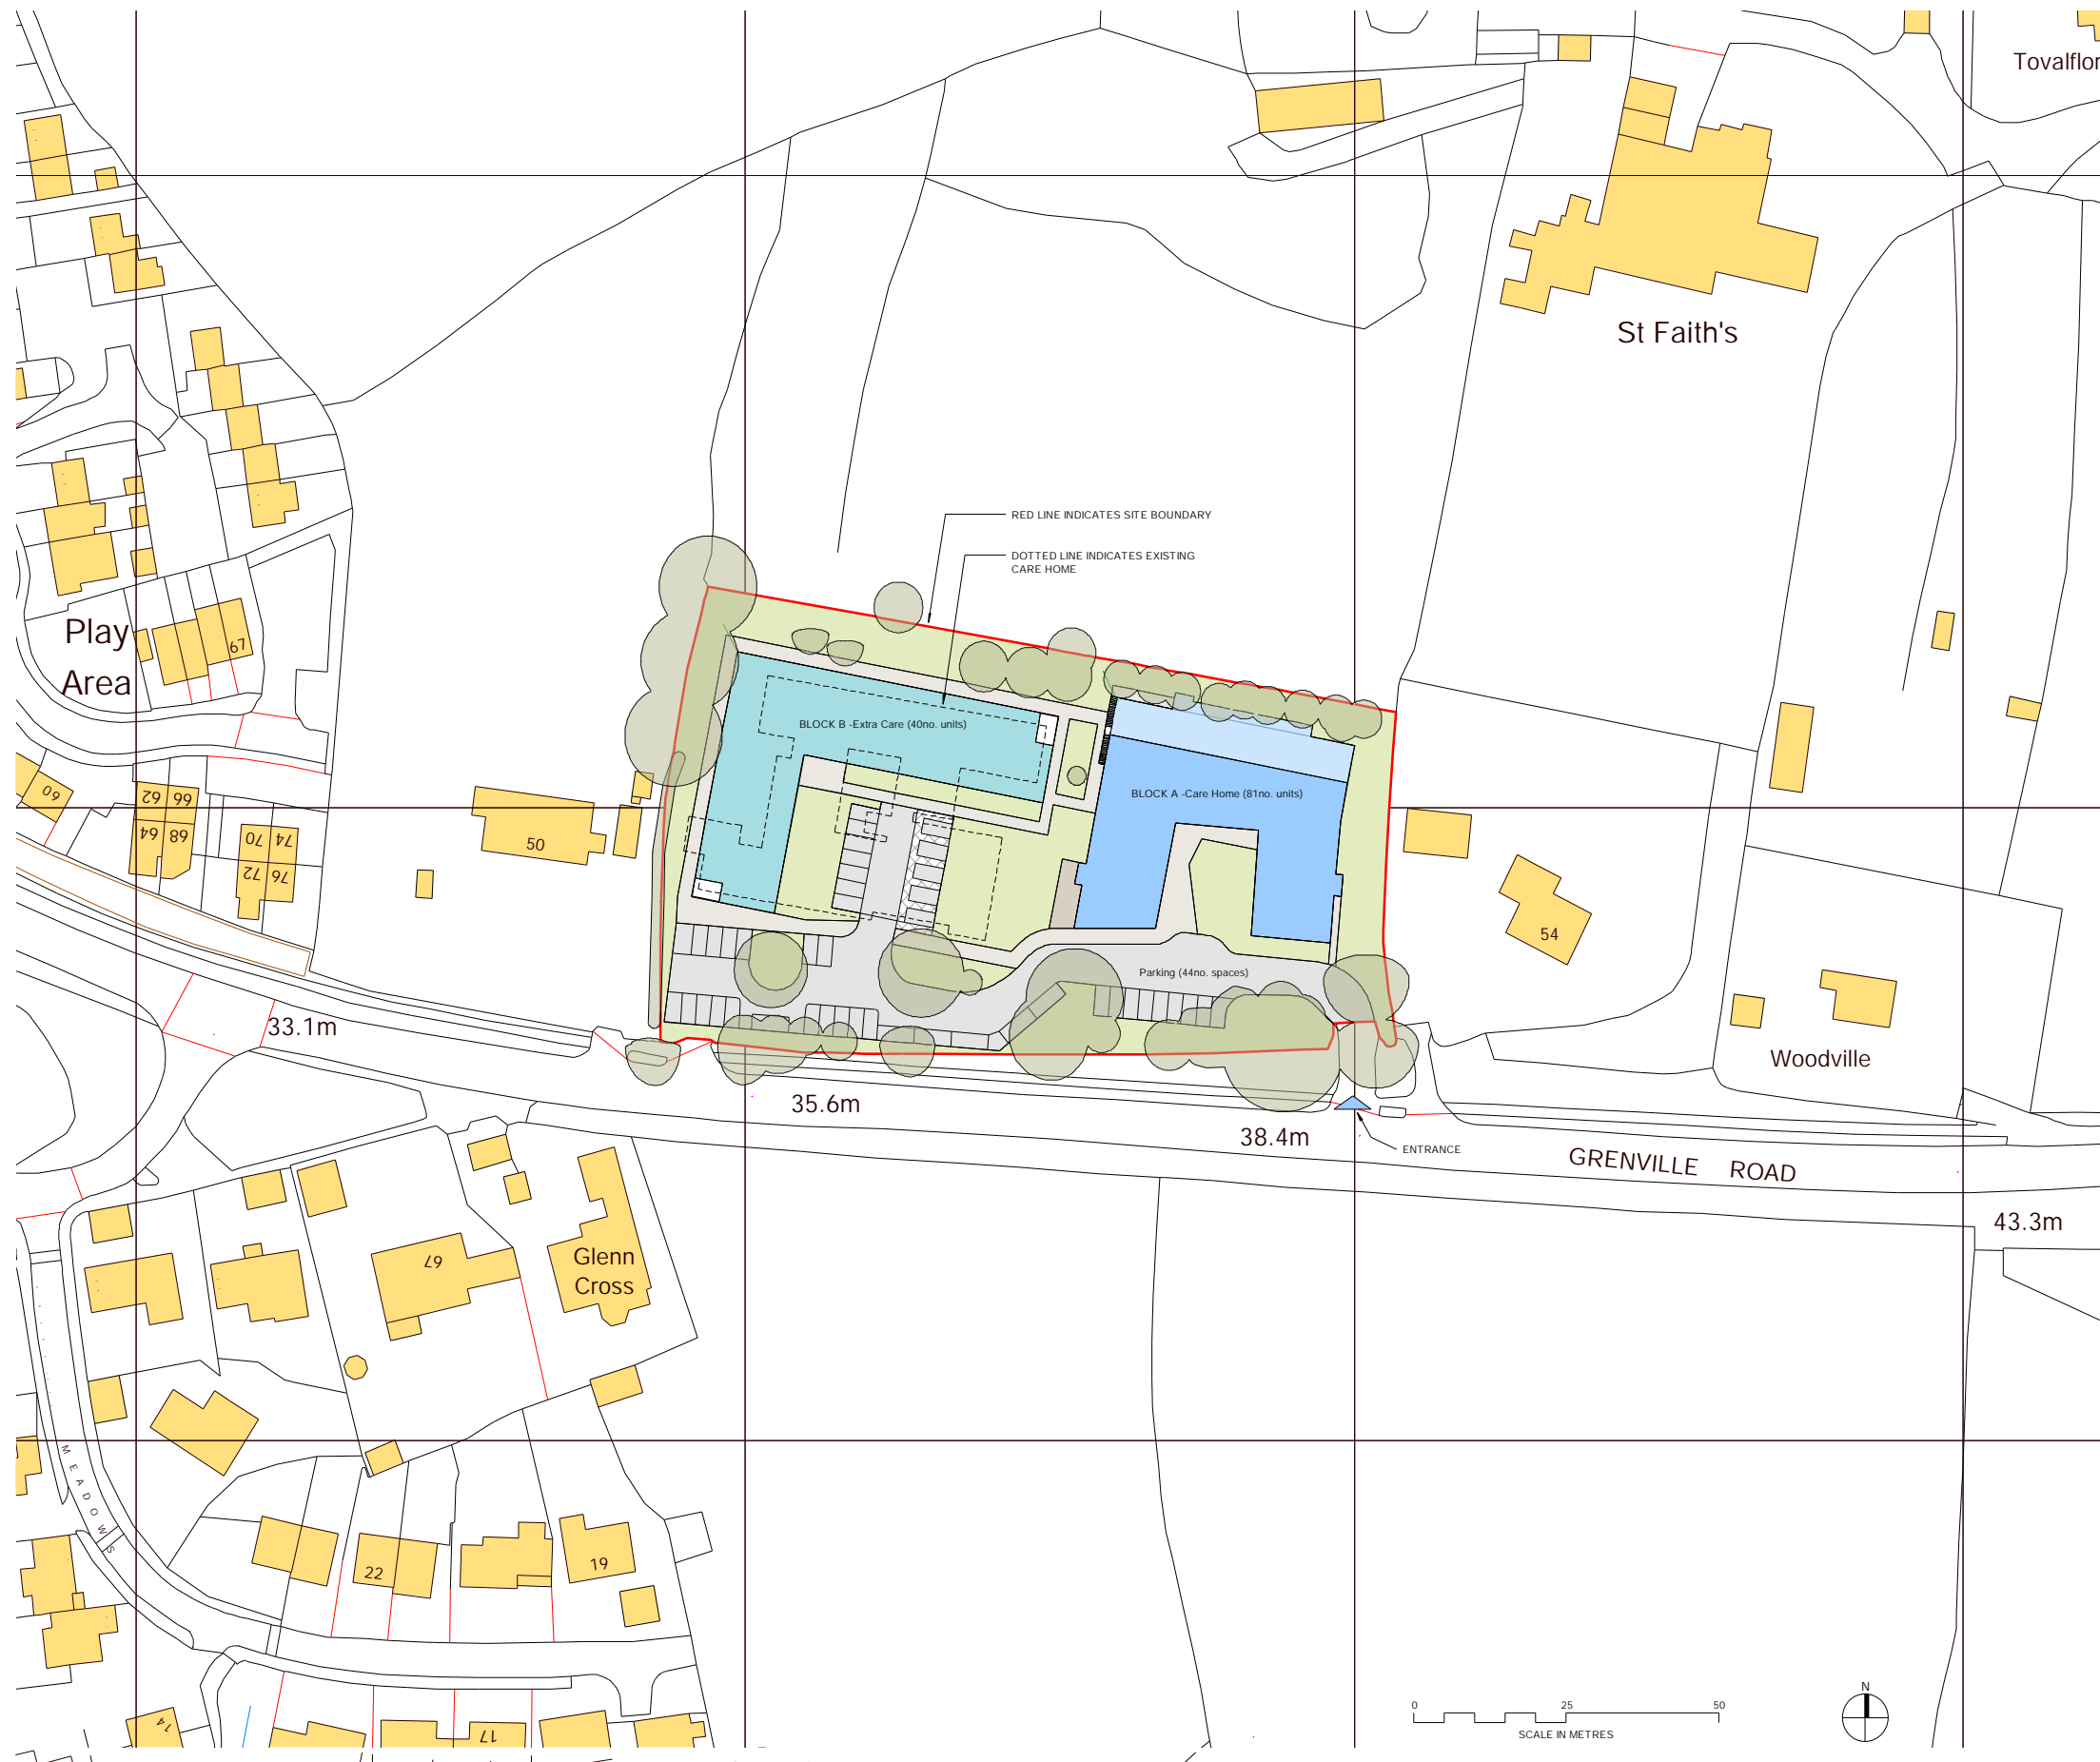 Tovalflor
St Faith's
RED LINE INDICATES SITE BOUNDARY
DOTTED LINE INDICATES EXISTING
CARE HOME
Play
Area
67
BLOCK B -Extra Care (40no. units)
BLOCK A -Care Home (81no. units)
60
62
66
64
68
70
74
72
76
50
54
Parking (44no. spaces)
33.1m
Woodville
35.6m
38.4m
ENTRANCE
GRENVILLE ROAD
43.3m
67
Glenn
Cross
MEADOWS
22
19
14
17
0
25
50
SCALE IN METRES
N